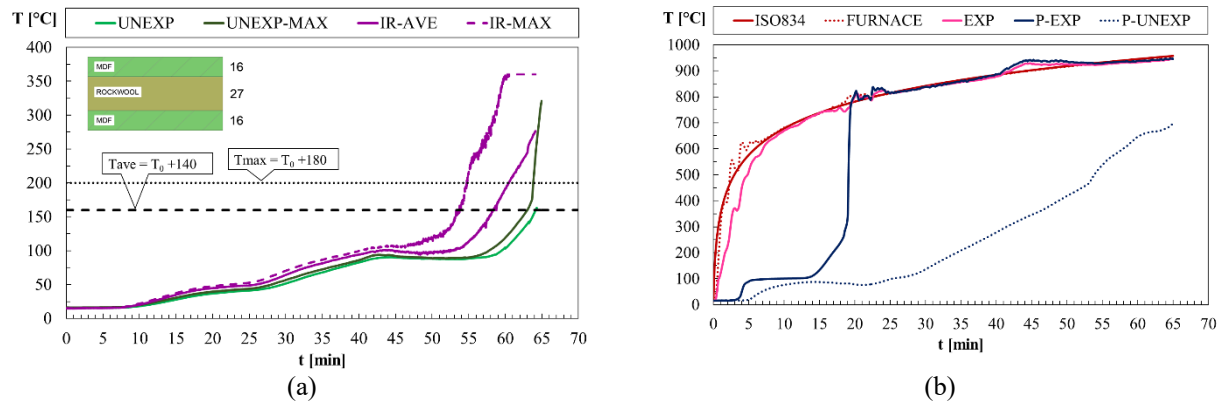 T [°C]
UNEXP UNEXP-MAX IR-AVE IR-MAX
400
350
300
250
200
150
100
50
0
MDF 16
ROCKWOOL 27
MDF 16
Tave = T₀ +140
Tmax = T₀ +180
0 5 10 15 20 25 30 35 40 45 50 55 60 65 70
t [min]
(a)
T [°C]
ISO834 FURNACE EXP P-EXP P-UNEXP
1000
900
800
700
600
500
400
300
200
100
0
0 5 10 15 20 25 30 35 40 45 50 55 60 65 70
t [min]
(b)